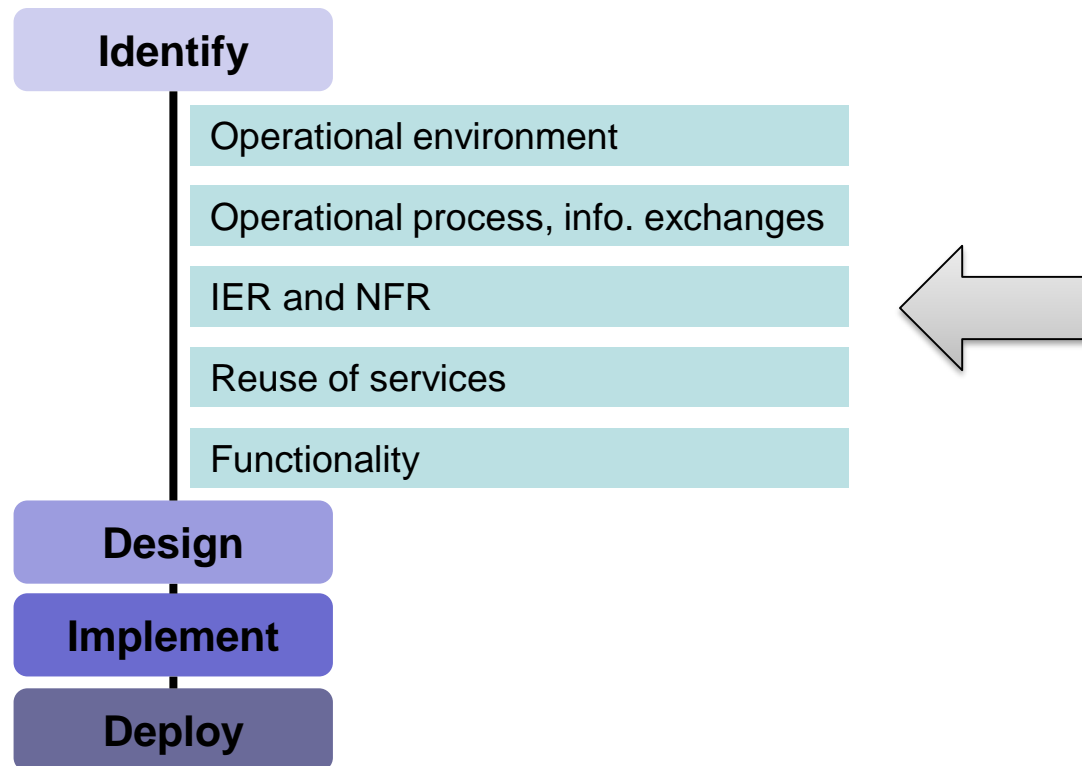 Identify
Operational environment
Operational process, info. exchanges
IER and NFR
Reuse of services
Functionality
Design
Implement
Deploy